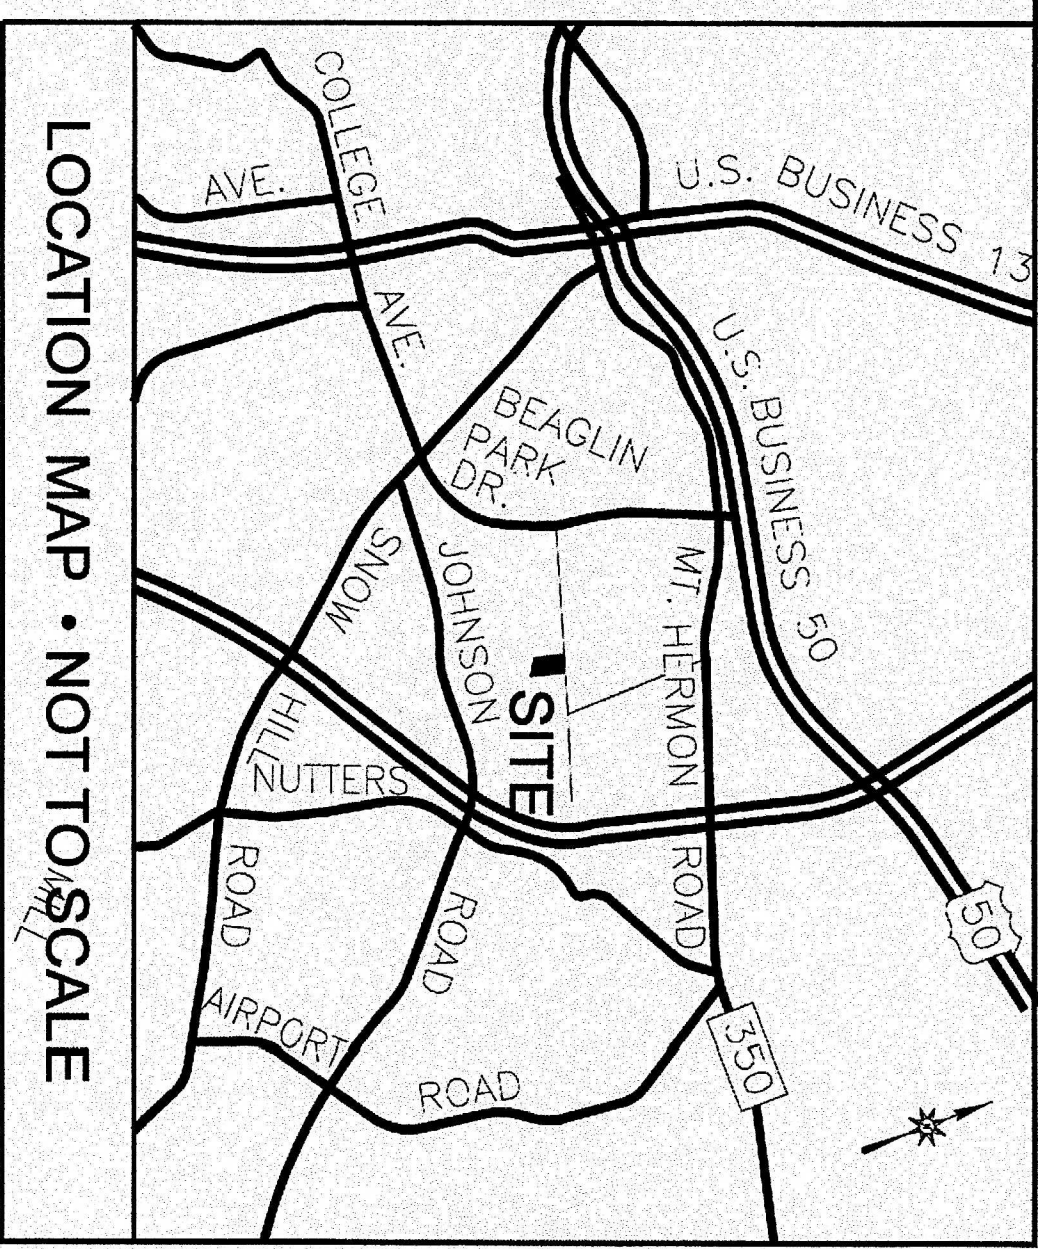 COLLEGE
AVE.
U.S. BUSINESS 13
AVE.
U.S. BUSINESS 50
BEAGLIN
PARK
DR.
SNOW
JOHNSON
MT. HERMON
SITE
HILL
NUTTERS
ROAD
ROAD
ROAD
50
AIRPORT
ROAD
350
LOCATION MAP • NOT TO SCALE